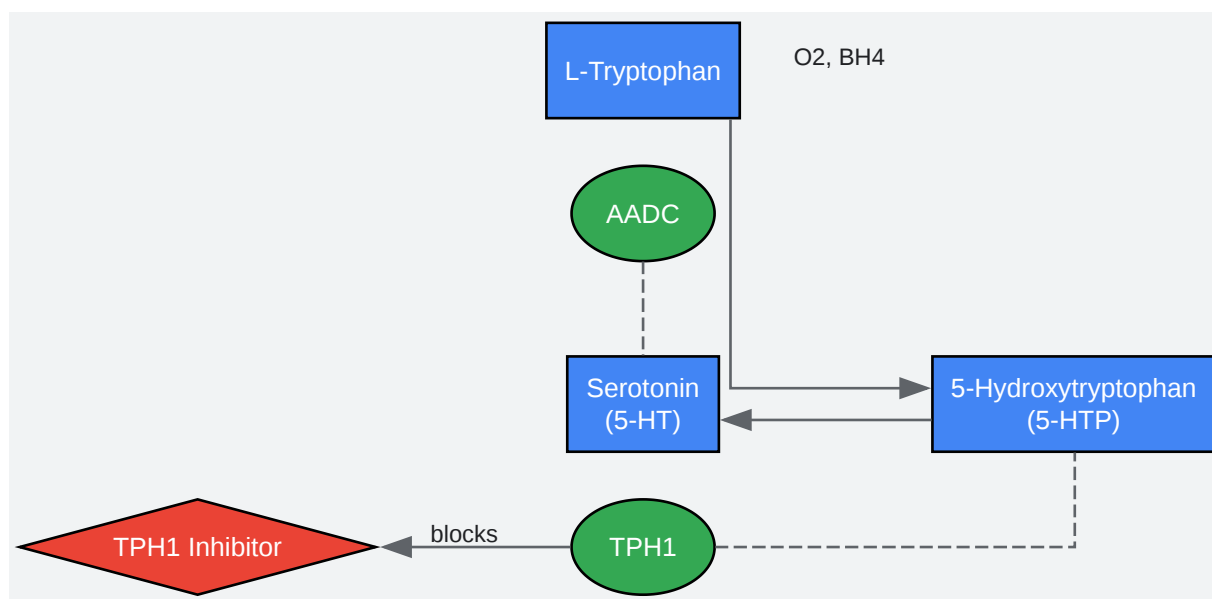 L-Tryptophan
O2, BH4
AADC
Serotonin
(5-HT)
5-Hydroxytryptophan
(5-HTP)
TPH1 Inhibitor
blocks
TPH1